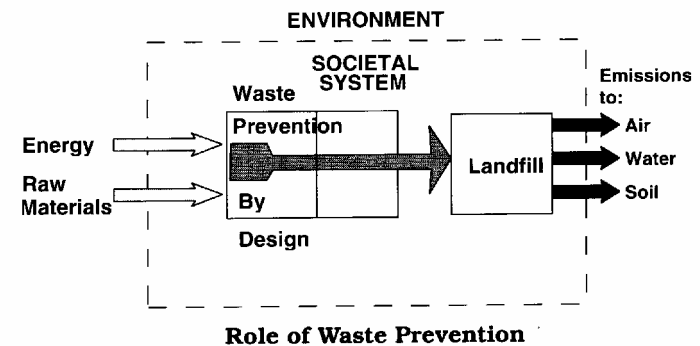 ENVIRONMENT
SOCIETAL
SYSTEM
Waste
Prevention
By
Design
Energy
Raw
Materials
Landfill
Emissions
to:
Air
Water
Soil
Role of Waste Prevention